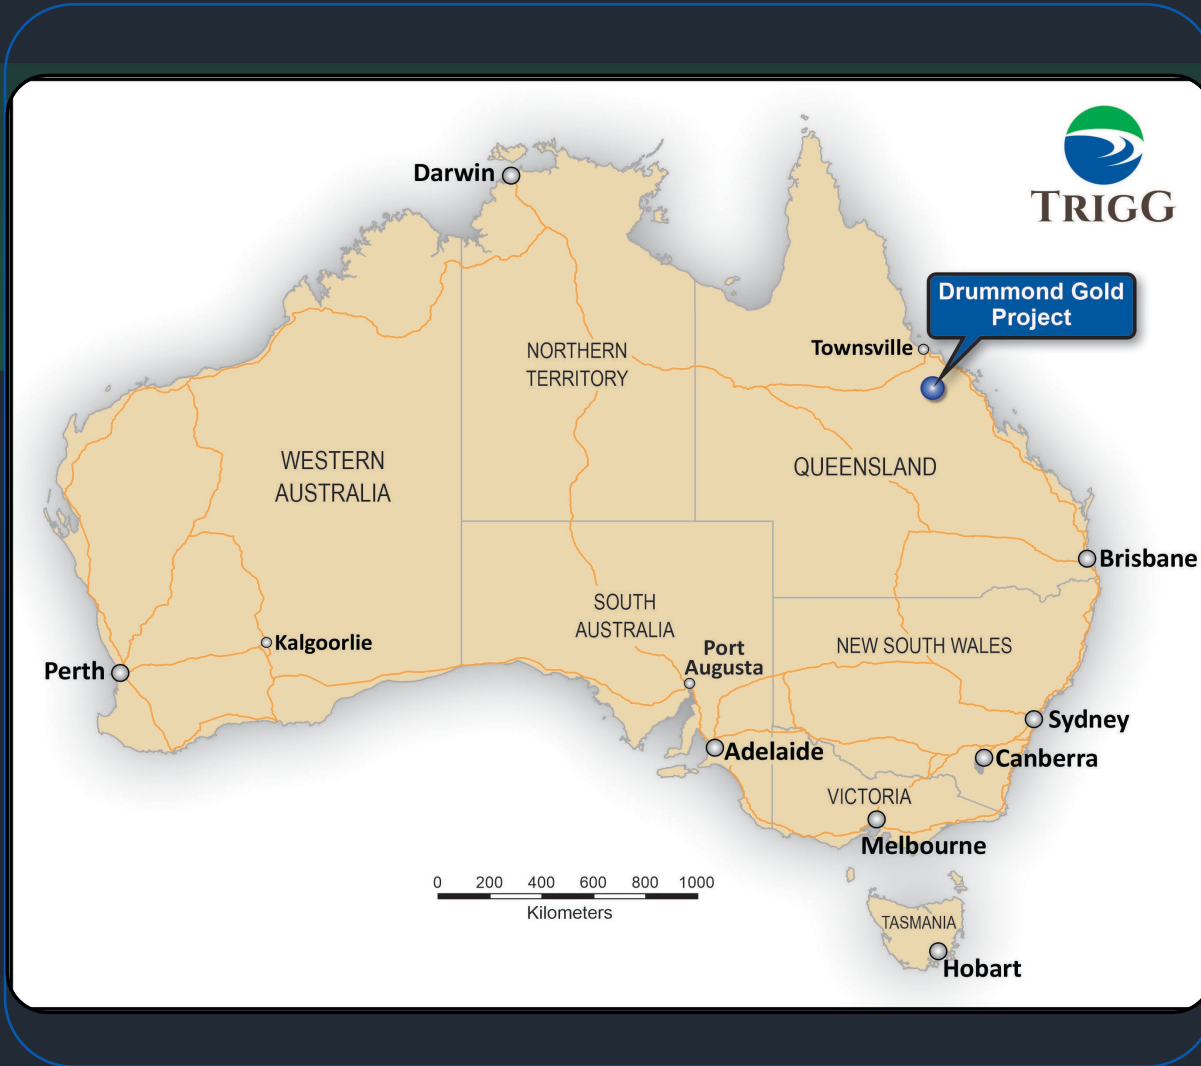 Darwin
TRIGG
Drummond Gold
Project
Townsville
NORTHERN
TERRITORY
WESTERN
AUSTRALIA
QUEENSLAND
Brisbane
SOUTH
AUSTRALIA
Kalgoorlie
Perth
Port
Augusta
NEW SOUTH WALES
Sydney
Adelaide
Canberra
VICTORIA
Melbourne
0 200 400 600 800 1000
Kilometers
TASMANIA
Hobart